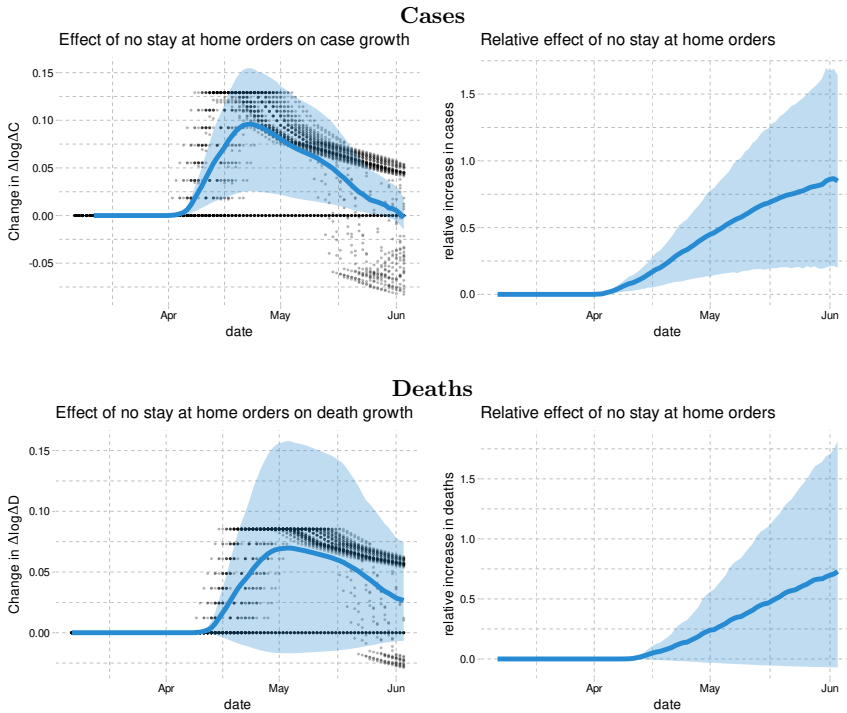 Cases
Effect of no stay at home orders on case growth
Change in ΔlogΔC
0.15
0.10
0.05
0.00
-0.05
Apr
May
Jun
date
Relative effect of no stay at home orders
relative increase in cases
1.5
1.0
0.5
0.0
Apr
May
Jun
date
Deaths
Effect of no stay at home orders on death growth
Change in ΔlogΔD
0.15
0.10
0.05
0.00
Apr
May
Jun
date
Relative effect of no stay at home orders
relative increase in deaths
1.5
1.0
0.5
0.0
Apr
May
Jun
date